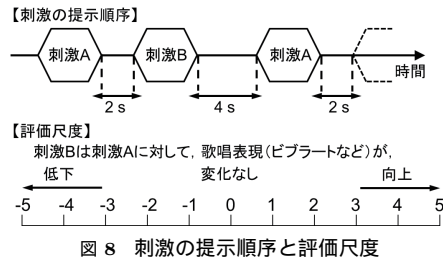 【刺激の提示順序】
刺激A 刺激B 刺激A
時間
2 s 4 s 2 s
【評価尺度】
刺激Bは刺激Aに対して, 歌唱表現(ビブラートなど)が,
低下 変化なし 向上
-5 -4 -3 -2 -1 0 1 2 3 4 5
図 8 刺激の提示順序と評価尺度